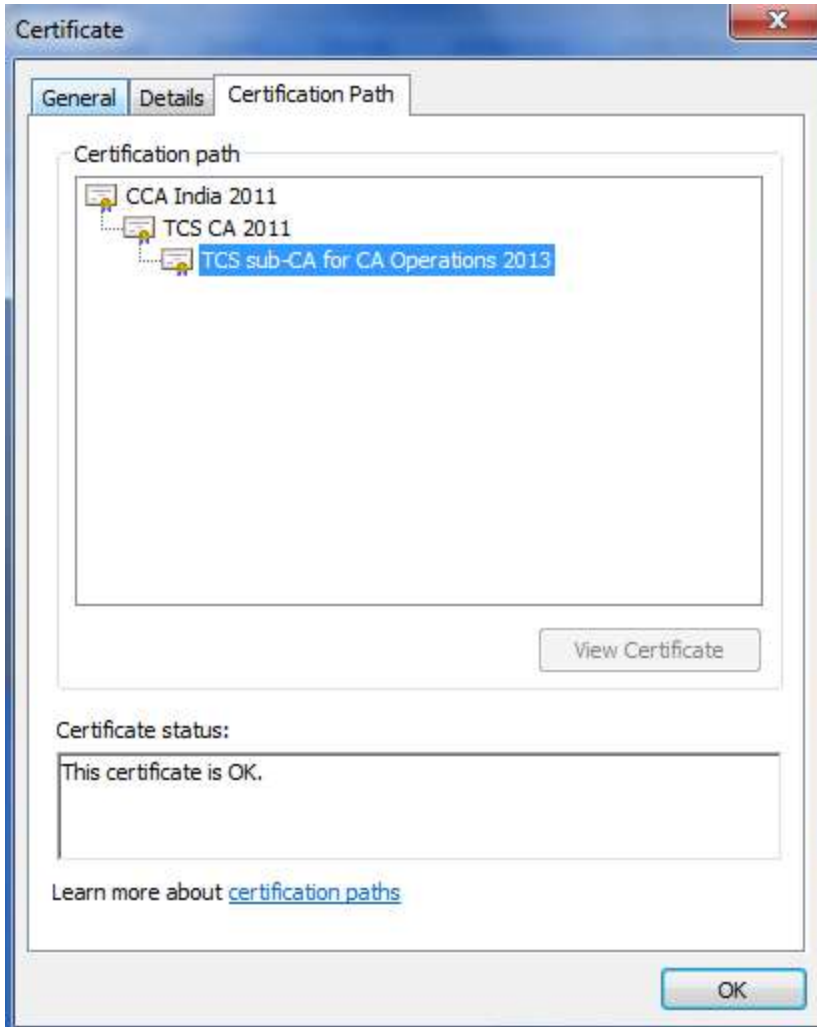 Certificate
General Details Certification Path
Certification path
CCA India 2011
TCS CA 2011
TCS sub-CA for CA Operations 2013
View Certificate
Certificate status:
This certificate is OK.
Learn more about certification paths
OK